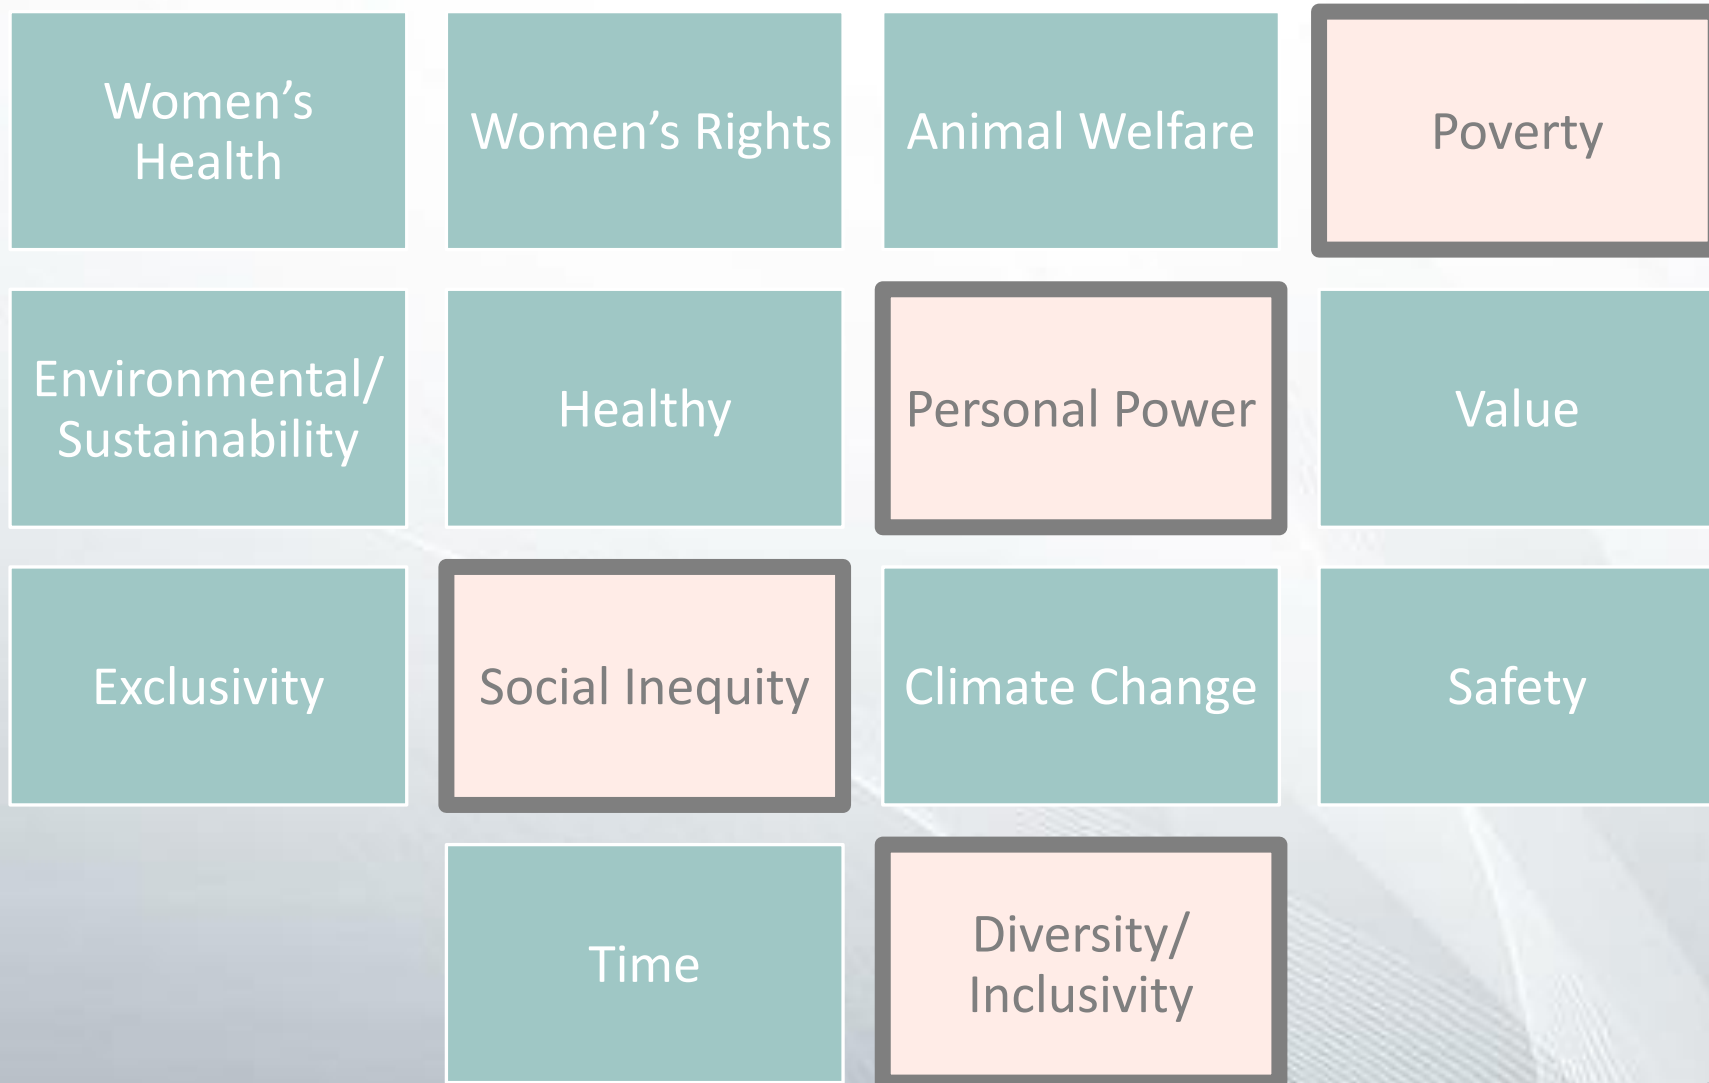 Women’s
Health
Women’s Rights
Animal Welfare
Poverty
Environmental/
Sustainability
Healthy
Personal Power
Value
Exclusivity
Social Inequity
Climate Change
Safety
Time
Diversity/
Inclusivity